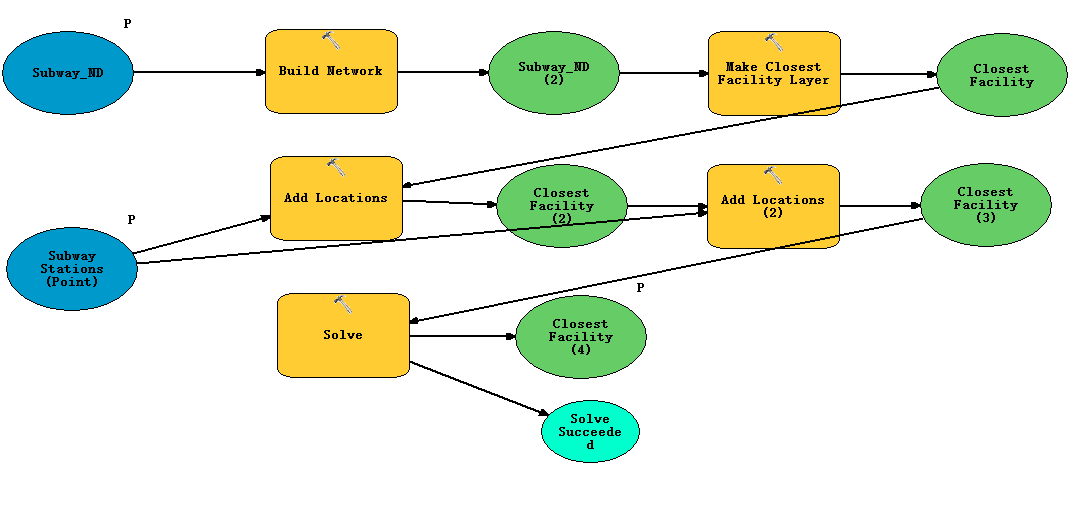 P
Subway_ND
Build Network
Subway_ND
(2)
Make Closest
Facility Layer
Closest
Facility
P
Subway
Stations
(Point)
Add Locations
Closest
Facility
(2)
Add Locations
(2)
Closest
Facility
(3)
Solve
P
Closest
Facility
(4)
Solve
Succeede
d